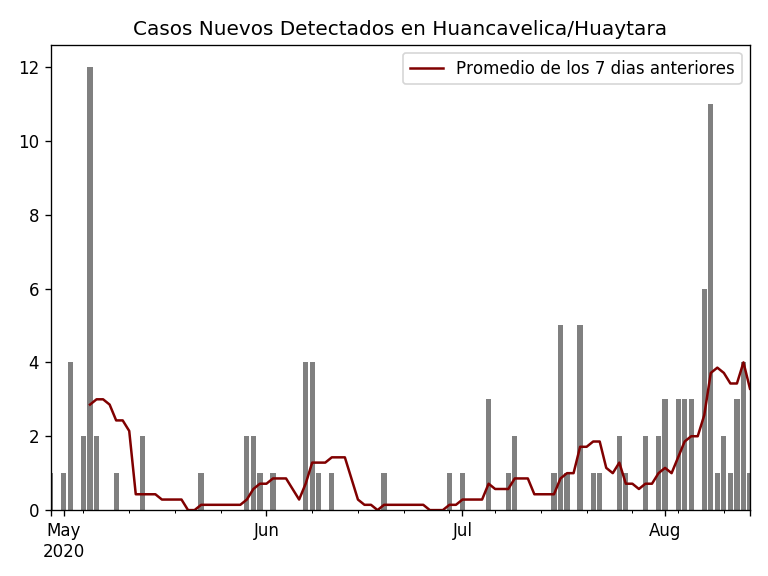 Casos Nuevos Detectados en Huancavelica/Huaytara
Promedio de los 7 dias anteriores
12
10
8
6
4
2
0
May Jun Jul Aug
2020